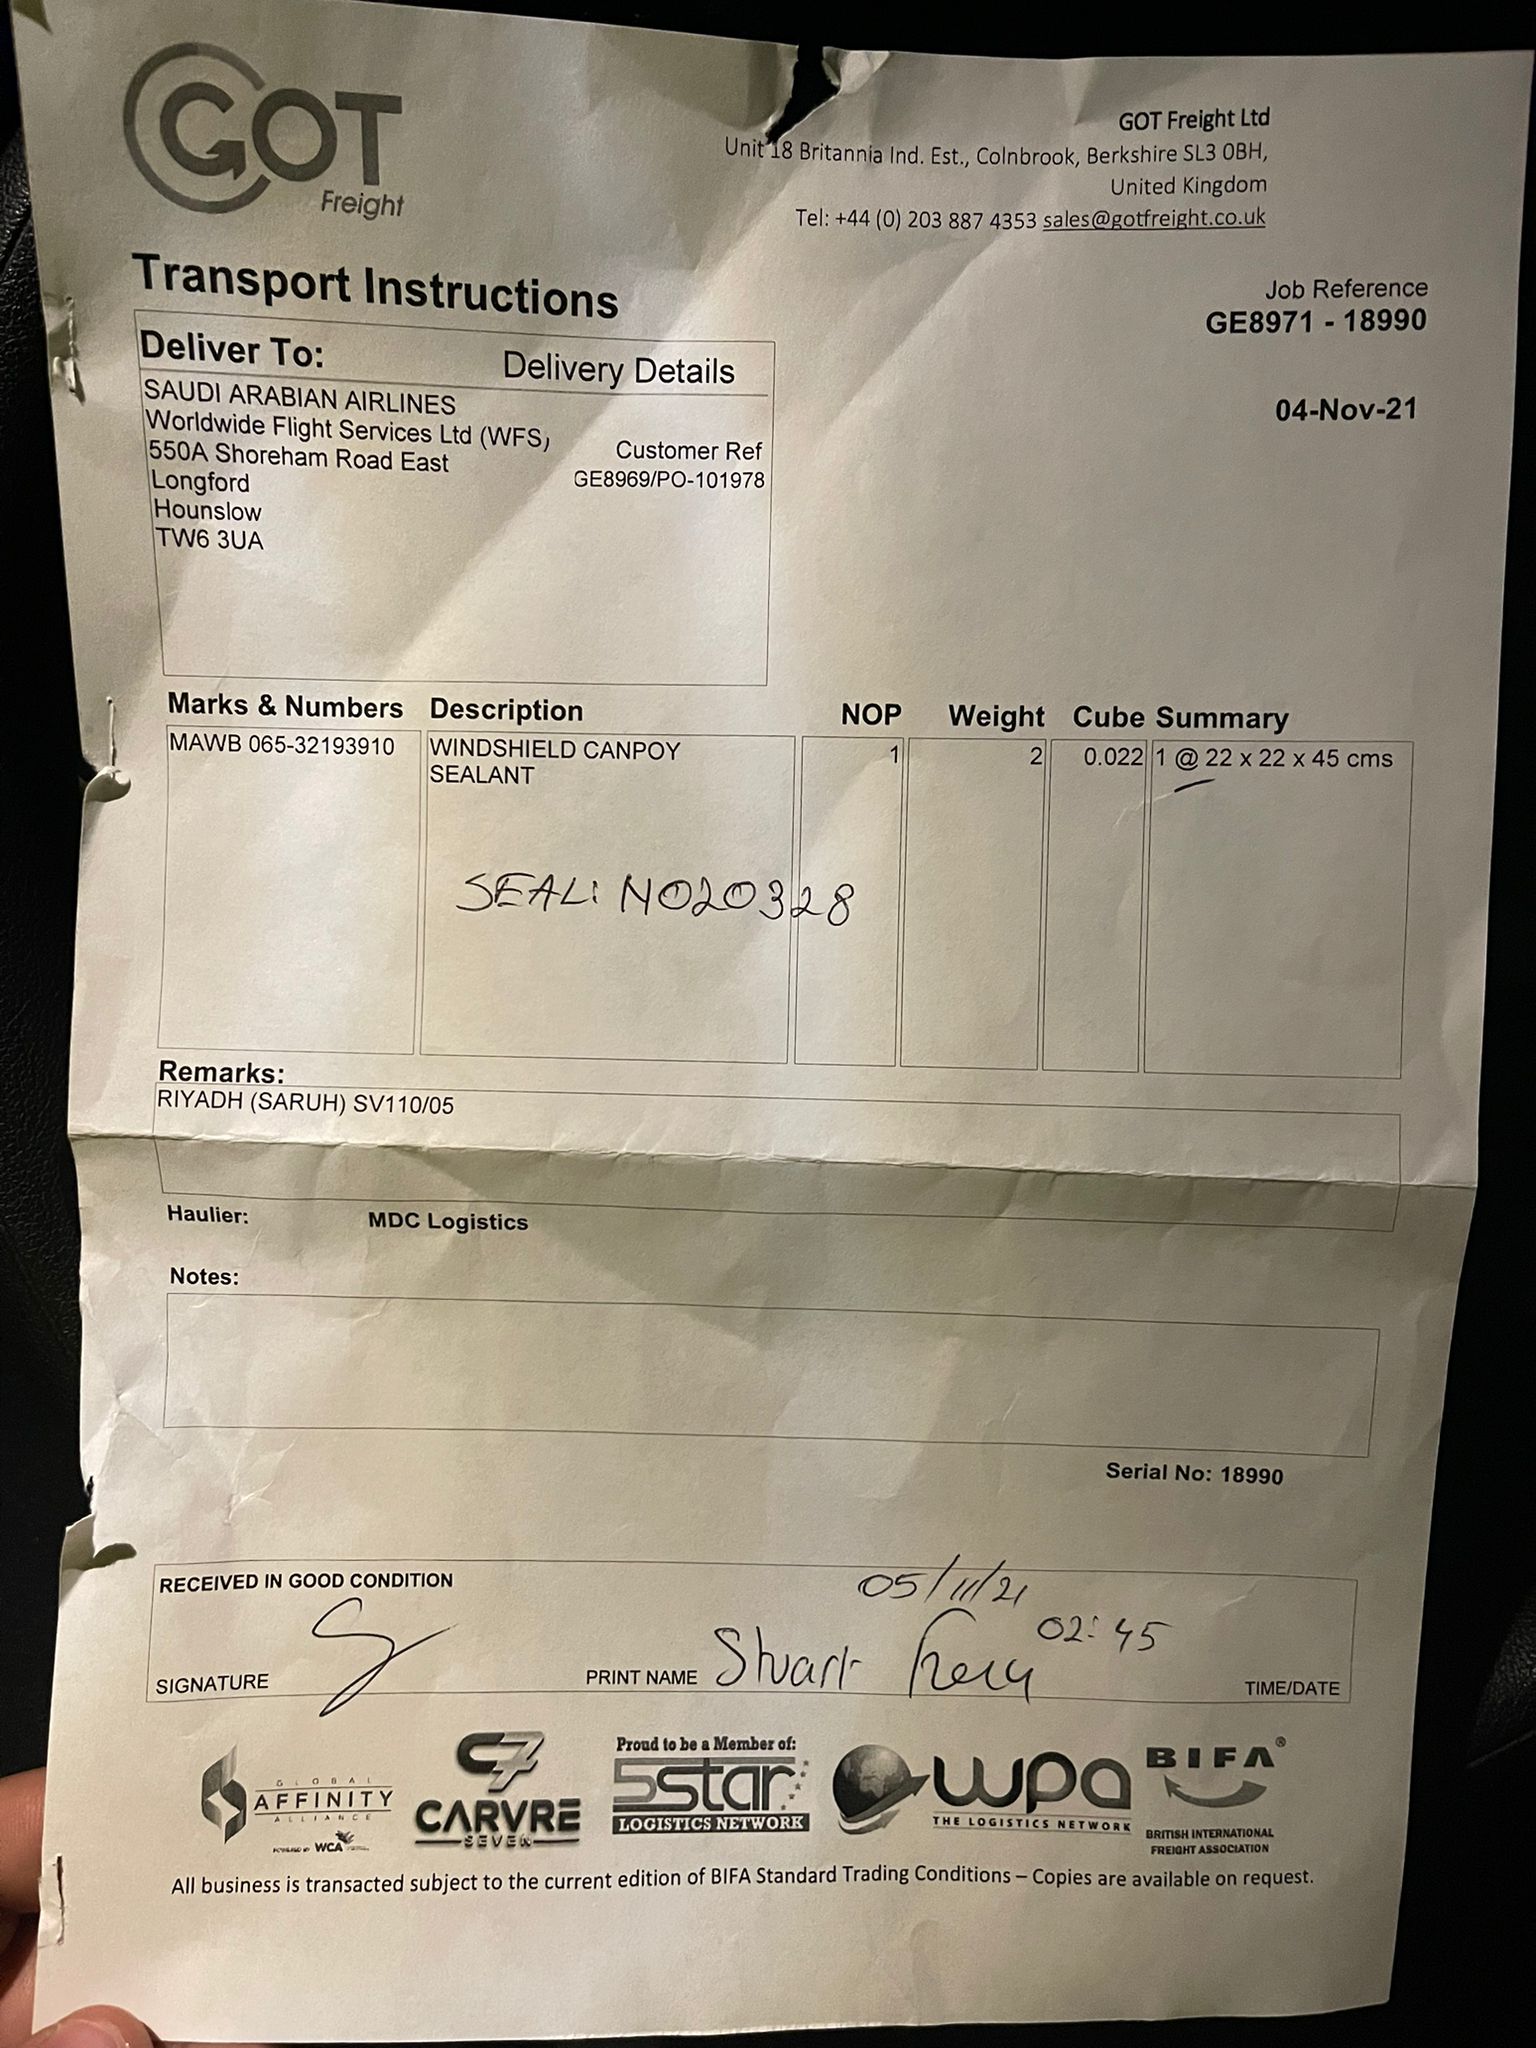 GOT
Freight
GOT Freight Ltd
Unit 18 Britannia Ind. Est., Colnbrook, Berkshire SL3 0BH,
United Kingdom
Tel: +44 (0) 203 887 4353 sales@gotfreight.co.uk
Transport Instructions
Job Reference
GE8971 - 18990
04-Nov-21
Deliver To: Delivery Details
SAUDI ARABIAN AIRLINES
Worldwide Flight Services Ltd (WFS)
550A Shoreham Road East
Longford
Hounslow
TW6 3UA
Customer Ref
GE8969/PO-101978
Marks & Numbers Description NOP Weight Cube Summary
MAWB 065-32193910 WINDSHIELD CANPOY 1 2 0.022 1 @ 22 x 22 x 45 cms
SEALANT
SEAL: N020328
Remarks:
RIYADH (SARUH) SV110/05
Haulier: MDC Logistics
Notes:
Serial No: 18990
RECEIVED IN GOOD CONDITION
05/11/21
02:45
SIGNATURE PRINT NAME Stuart TIME/DATE
GLOBAL
AFFINITY
ALLIANCE
POWERED BY WCA
C7
CARVRE
SEVEN
Proud to be a Member of:
5star
LOGISTICS NETWORK
wpa
THE LOGISTICS NETWORK
BIFA®
BRITISH INTERNATIONAL
FREIGHT ASSOCIATION
All business is transacted subject to the current edition of BIFA Standard Trading Conditions – Copies are available on request.